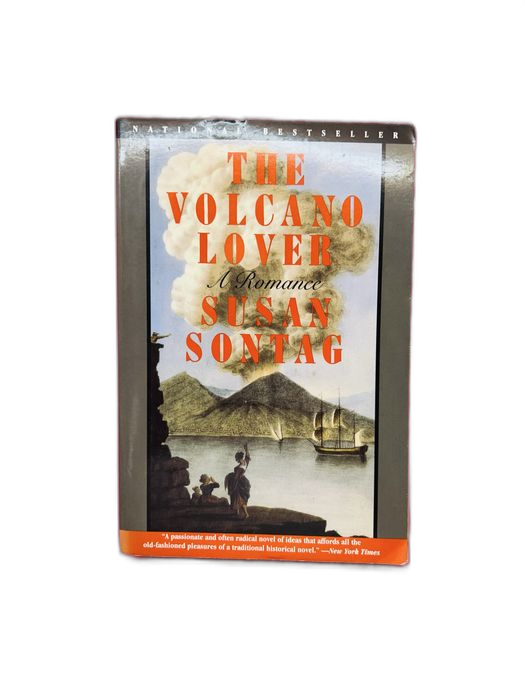 NATIONAL BESTSELLER
THE
VOLCANO
LOVER
A Romance
SUSAN
SONTAG
"A passionate and often radical novel of ideas that affords all the
old-fashioned pleasures of a traditional historical novel." —New York Times